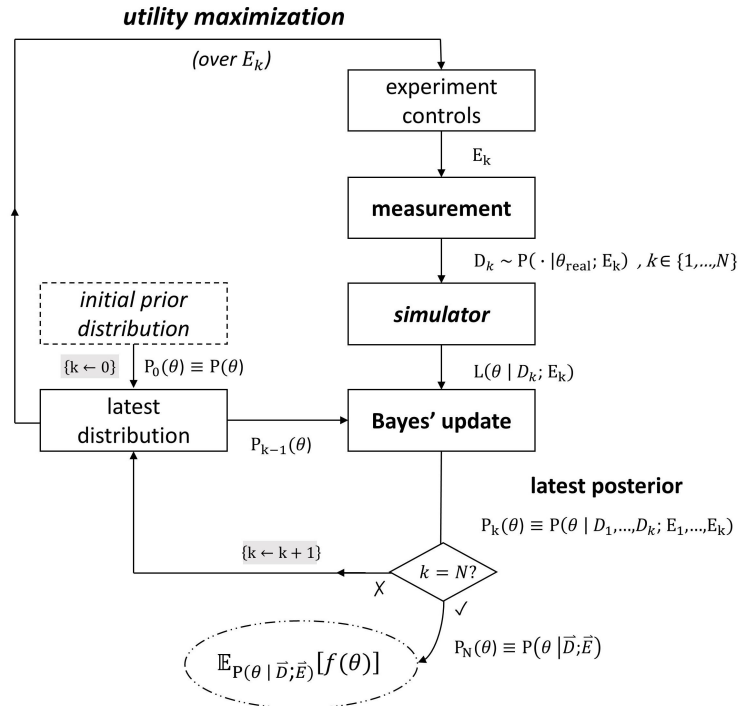 utility maximization
(over E_k)
experiment
controls
E_k
measurement
D_k ~ P( · |θ_real; E_k) , k∈ {1,...,N}
initial prior
distribution
simulator
{k ← 0}
P_0(θ) ≡ P(θ)
L(θ | D_k; E_k)
latest
distribution
Bayes’ update
P_{k−1}(θ)
latest posterior
P_k(θ) ≡ P(θ | D_1,...,D_k; E_1,...,E_k)
{k ← k + 1}
k = N?
✗
✓
P_N(θ) ≡ P(θ |D⃗;E⃗)
𝔼_{P(θ | D⃗;E⃗)}[f(θ)]